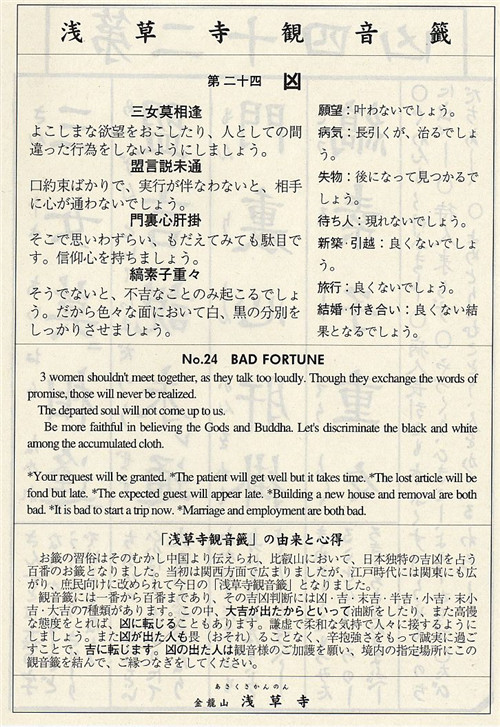 浅草寺観音籤
第二十四 凶
三女莫相逢
よこしまな欲望をおこしたり、人としての間
違った行為をしないようにしましょう。
盟言説未通
口約束ばかりで、実行が伴なわないと、相手
に心が通わないでしょう。
門裏心肝掛
そこで思いわずらい、もだえてみても駄目で
す。信仰心を持ちましょう。
縞素子重々
そうでないと、不吉なことのみ起こるでしょ
う。だから色々な面において白、黒の分別を
しっかりさせましょう。
願望:叶わないでしょう。
病気:長引くが、治るでしょ
う。
失物:後になって見つかるで
しょう。
待ち人:現れないでしょう。
新築・引越:良くないでしょ
う。
旅行:良くないでしょう。
結婚・付き合い:良くない結
果となるでしょう。
No.24 BAD FORTUNE
3 women shouldn't meet together, as they talk too loudly. Though they exchange the words of
promise, those will never be realized.
The departed soul will not come up to us.
Be more faithful in believing the Gods and Buddha. Let's discriminate the black and white
among the accumulated cloth.
*Your request will be granted. *The patient will get well but it takes time. *The lost article will be
fond but late. *The expected guest will appear late. *Building a new house and removal are both
bad. *It is bad to start a trip now. *Marriage and employment are both bad.
「浅草寺観音籤」の由来と心得
お籤の習俗はそのむかし中国より伝えられ、比叡山において、日本独特の吉凶を占う
百番のお籤となりました。当初は関西方面で広まりましたが、江戸時代には関東にも広
がり、庶民向けに改められて今日の「浅草寺観音籤」となりました。
観音籤には一番から百番まであり、その吉凶判断には凶・吉・末吉・半吉・小吉・末小
吉・大吉の7種類があります。この中、大吉が出たからといって油断をしたり、また高慢
な態度をとれば、凶に転じることもあります。謙虚で柔和な気持で人々に接するように
しましょう。また凶が出た人も畏(おそ)れることなく、辛抱強さをもって誠実に過ご
すことで、吉に転じます。凶の出た人は観音様のご加護を願い、境内の指定場所にこの
観音籤を結んで、ご縁つなぎをしてください。
あさくさかんのん
金龍山 浅草寺